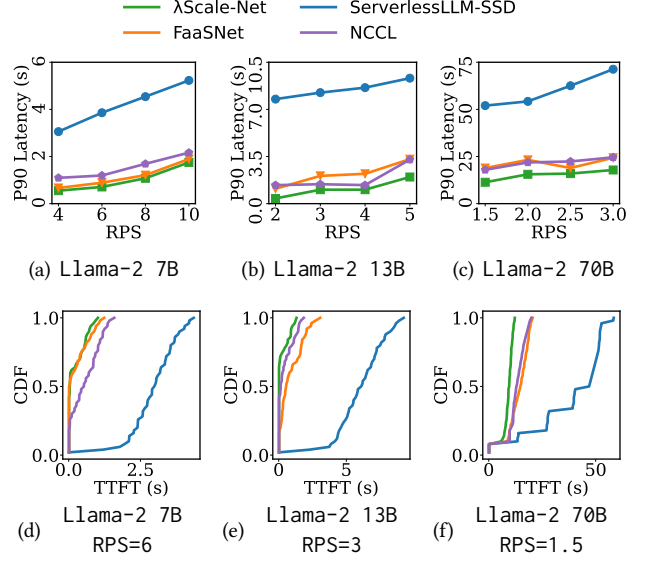 λScale-Net ServerlessLLM-SSD
FaaSNet NCCL
P90 Latency (s)
0 2 4 6
4 6 8 10
RPS
P90 Latency (s)
0.0 3.5 7.0 10.5
2 3 4 5
RPS
P90 Latency (s)
0 25 50 75
1.5 2.0 2.5 3.0
RPS
(a) Llama-2 7B (b) Llama-2 13B (c) Llama-2 70B
CDF
1.0
0.5
0.0
0.0 2.5
TTFT (s)
CDF
1.0
0.5
0.0
0 5
TTFT (s)
CDF
1.0
0.5
0.0
0 50
TTFT (s)
(d) Llama-2 7B
RPS=6
(e) Llama-2 13B
RPS=3
(f) Llama-2 70B
RPS=1.5